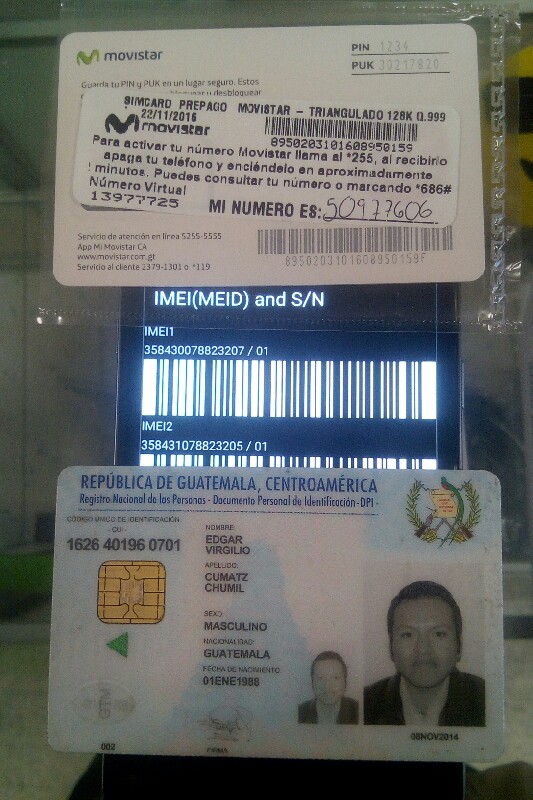 movistar
PIN 1234
PUK 30217820
Guarda tu PIN y PUK en un lugar seguro. Estos
desbloquear
SIMCARD PREPAGO MOVISTAR – TRIANGULADO 128K Q.999
22/11/2016
movistar
8950203101608950159
Para activar tu número Movistar llama al *255, al recibirlo
apaga tu teléfono y enciéndelo en aproximadamente
minutos. Puedes consultar tu número o marcando *686#
Número Virtual
13977725
MI NUMERO ES: 50977606
Servicio de atención en línea 5255-5555
App Mi Movistar CA
www.movistar.com.gt
Servicio al cliente 2379-1301 o *119
8950203101608950159F
IMEI(MEID) and S/N
IMEI1
358430078823207 / 01
IMEI2
358431078823205 / 01
REPÚBLICA DE GUATEMALA, CENTROAMÉRICA
Registro Nacional de las Personas - Documento Personal de Identificación - DPI -
CÓDIGO ÚNICO DE IDENTIFICACIÓN
- CUI -
1626 40196 0701
NOMBRE:
EDGAR
VIRGILIO
APELLIDO:
CUMATZ
CHUMIL
SEXO:
MASCULINO
NACIONALIDAD:
GUATEMALA
FECHA DE NACIMIENTO:
01ENE1988
GTM
002
FIRMA
08NOV2014